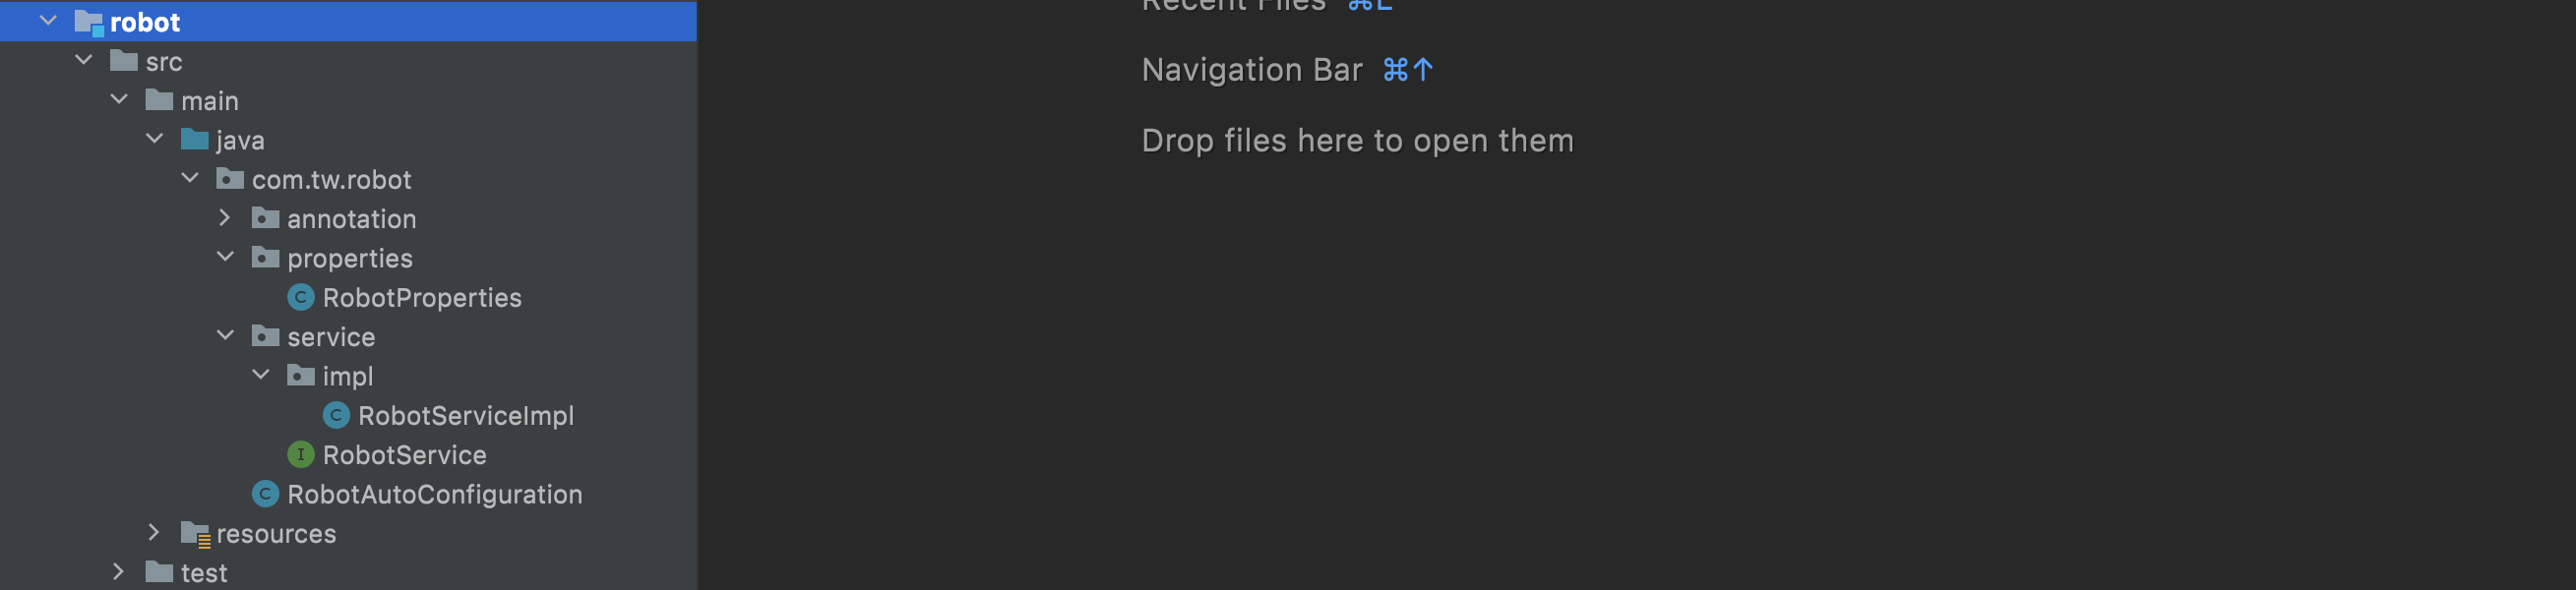 robot
src
main
java
com.tw.robot
annotation
properties
C RobotProperties
service
impl
C RobotServiceImpl
I RobotService
C RobotAutoConfiguration
resources
test
Recent Files ⌘E
Navigation Bar ⌘↑
Drop files here to open them